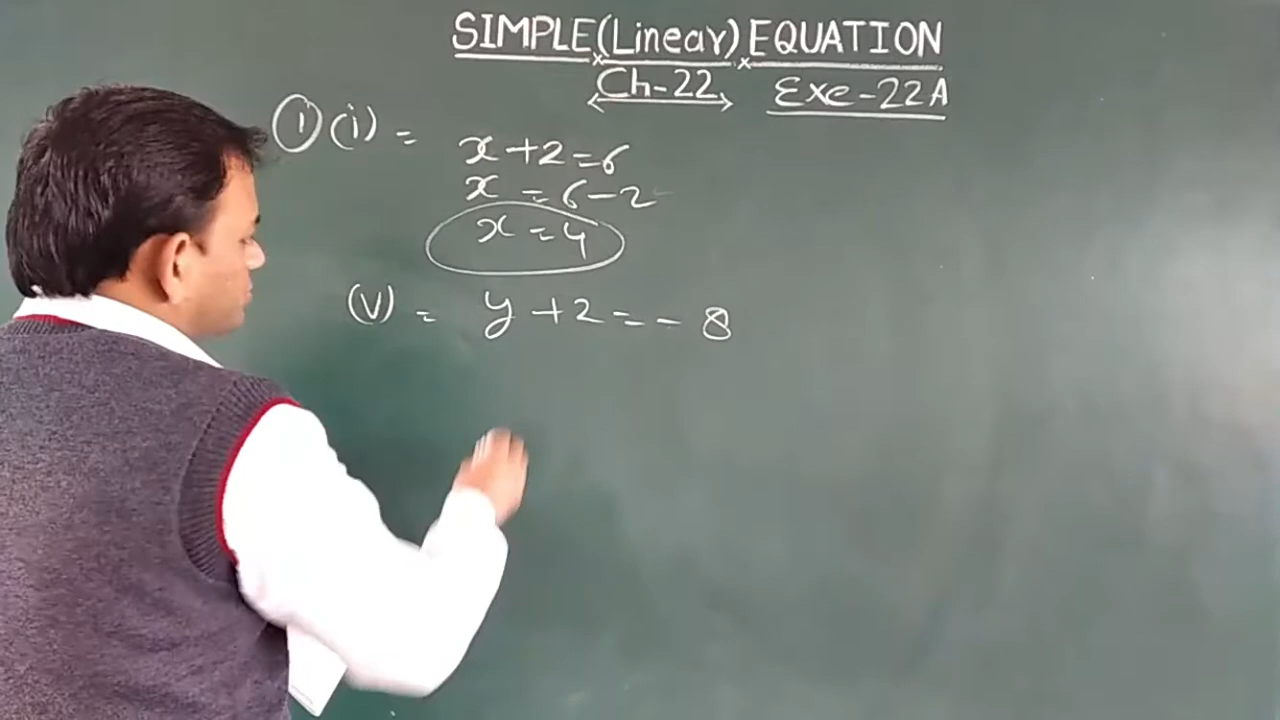 SIMPLE (Linear) EQUATION
Ch-22 Exe-22A
① (i) = x + 2 = 6
x = 6 - 2
x = 4
(v) = y + 2 = - 8